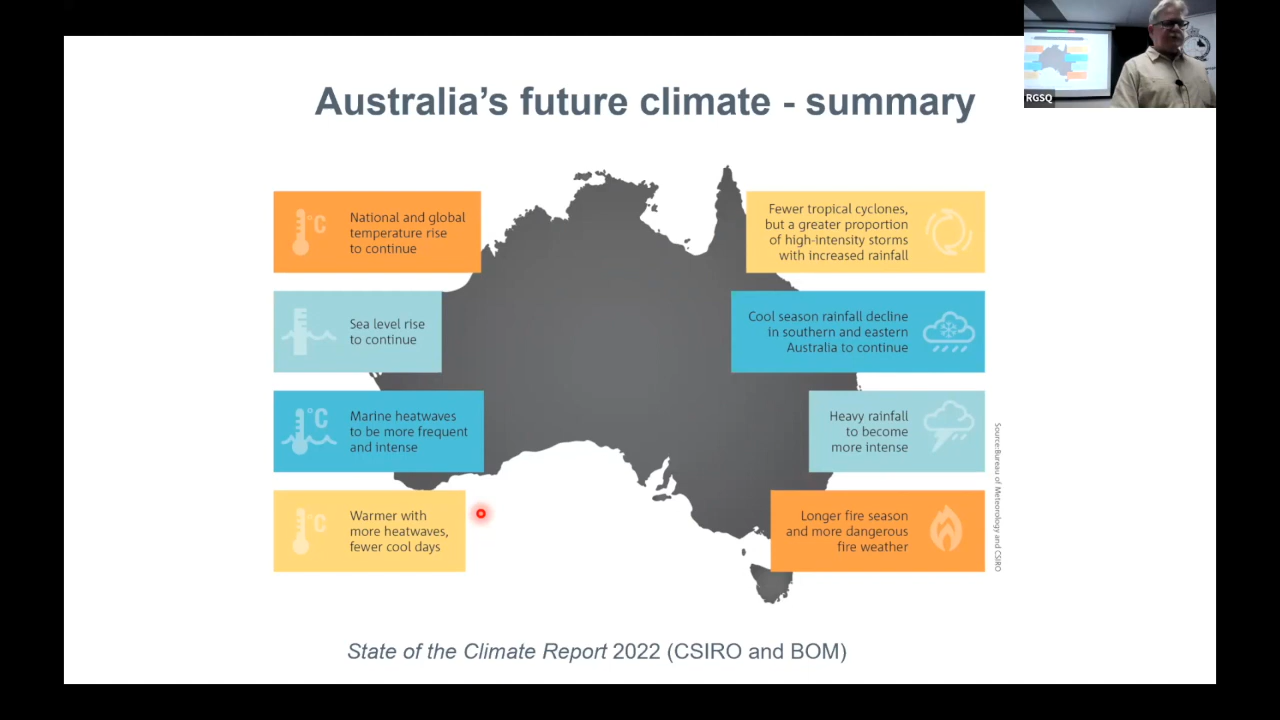 RGSQ
Australia's future climate - summary
°C
National and global
temperature rise
to continue
Sea level rise
to continue
°C
Marine heatwaves
to be more frequent
and intense
°C
Warmer with
more heatwaves,
fewer cool days
Fewer tropical cyclones,
but a greater proportion
of high-intensity storms
with increased rainfall
Cool season rainfall decline
in southern and eastern
Australia to continue
Heavy rainfall
to become
more intense
Longer fire season
and more dangerous
fire weather
Source:Bureau of Meteorology and CSIRO
State of the Climate Report 2022 (CSIRO and BOM)